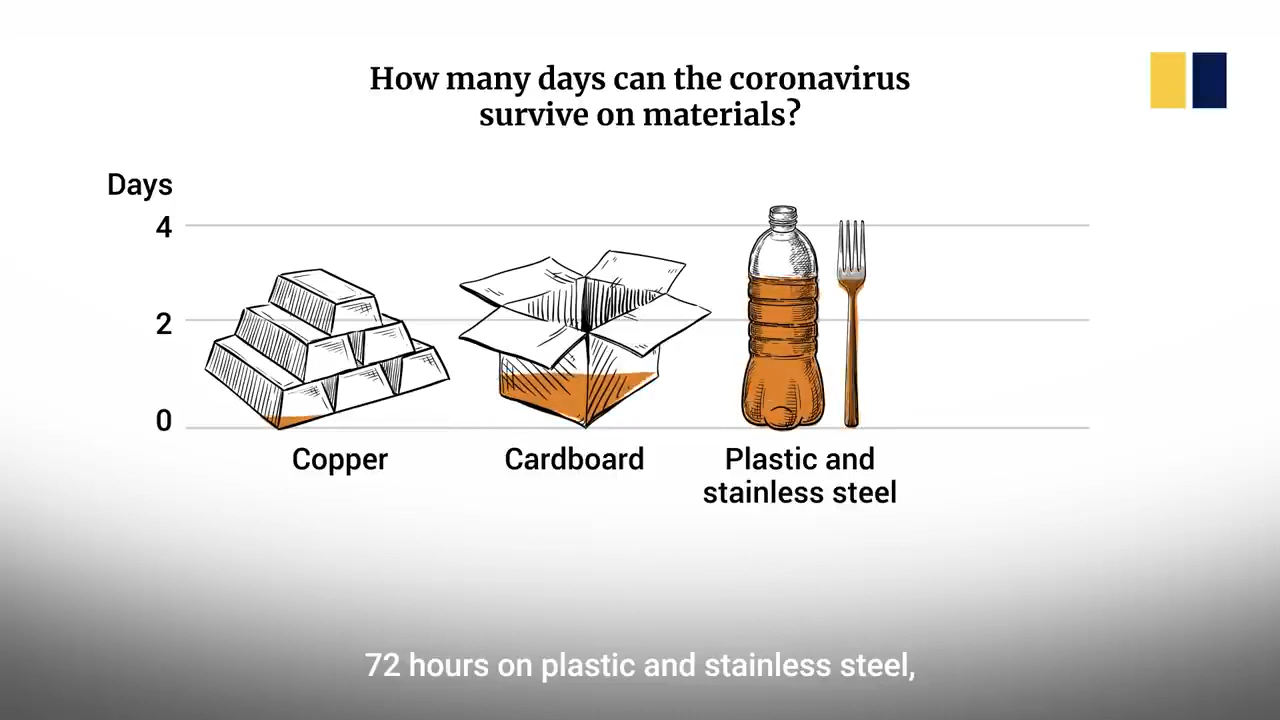 How many days can the coronavirus
survive on materials?
Days
4
2
0
Copper
Cardboard
Plastic and
stainless steel
72 hours on plastic and stainless steel,